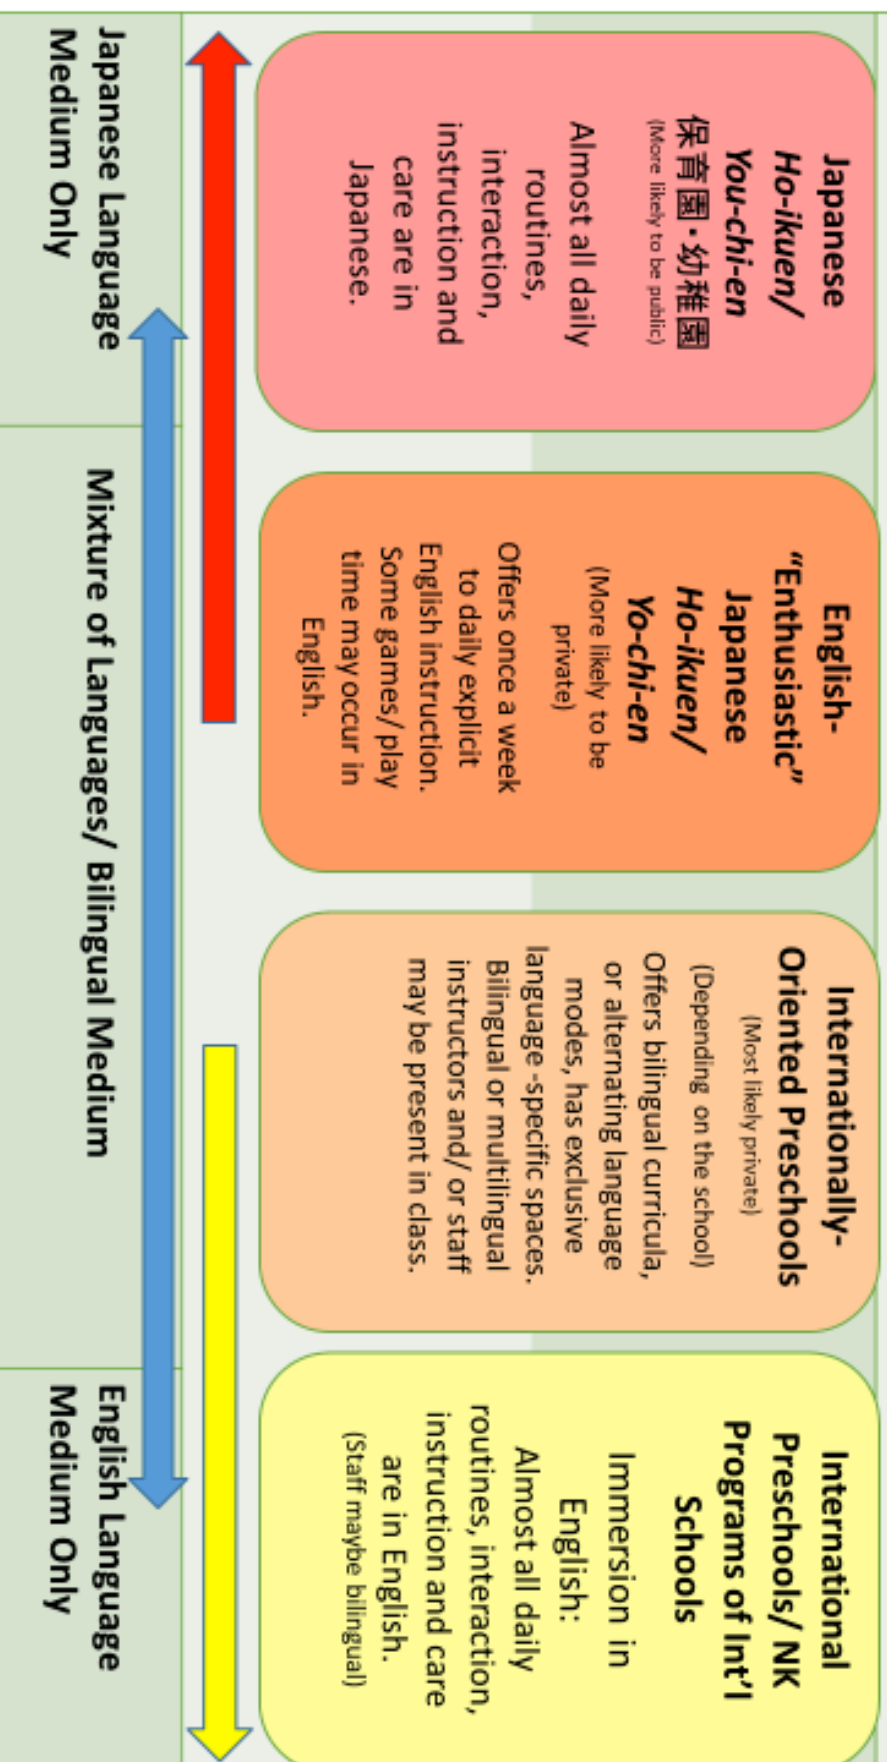 Japanese
Ho-ikuen/
You-chi-en
保育園・幼稚園
(More likely to be public)
Almost all daily
routines,
interaction,
instruction and
care are in
Japanese.
English-
“Enthusiastic”
Japanese
Ho-ikuen/
Yo-chi-en
(More likely to be
private)
Offers once a week
to daily explicit
English instruction.
Some games/ play
time may occur in
English.
Internationally-
Oriented Preschools
(Most likely private)
(Depending on the school)
Offers bilingual curricula,
or alternating language
modes, has exclusive
language -specific spaces.
Bilingual or multilingual
instructors and/ or staff
may be present in class.
International
Preschools/ NK
Programs of Int’l
Schools
Immersion in
English:
Almost all daily
routines, interaction,
instruction and care
are in English.
(Staff maybe bilingual)
Japanese Language
Medium Only
Mixture of Languages/ Bilingual Medium
English Language
Medium Only